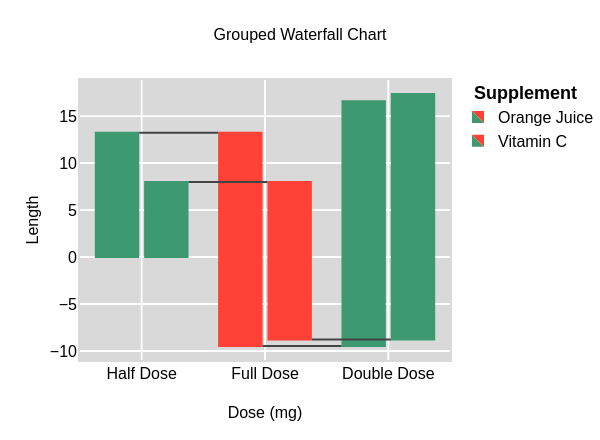 Grouped Waterfall Chart
Supplement
Orange Juice
Vitamin C
Length
15
10
5
0
−5
−10
Half Dose
Full Dose
Double Dose
Dose (mg)